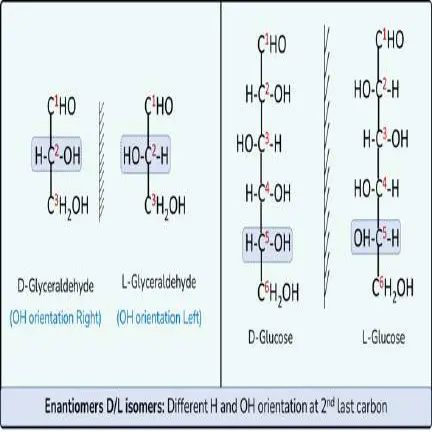 C¹HO
H-C²-OH
C³H₂OH
D-Glyceraldehyde
(OH orientation Right)
C¹HO
HO-C²-H
C³H₂OH
L-Glyceraldehyde
(OH orientation Left)
C¹HO
H-C²-OH
HO-C³-H
H-C⁴-OH
H-C⁵-OH
C⁶H₂OH
D-Glucose
C¹HO
HO-C²-H
H-C³-OH
HO-C⁴-H
OH-C⁵-H
C⁶H₂OH
L-Glucose
Enantiomers D/L isomers: Different H and OH orientation at 2ⁿᵈ last carbon